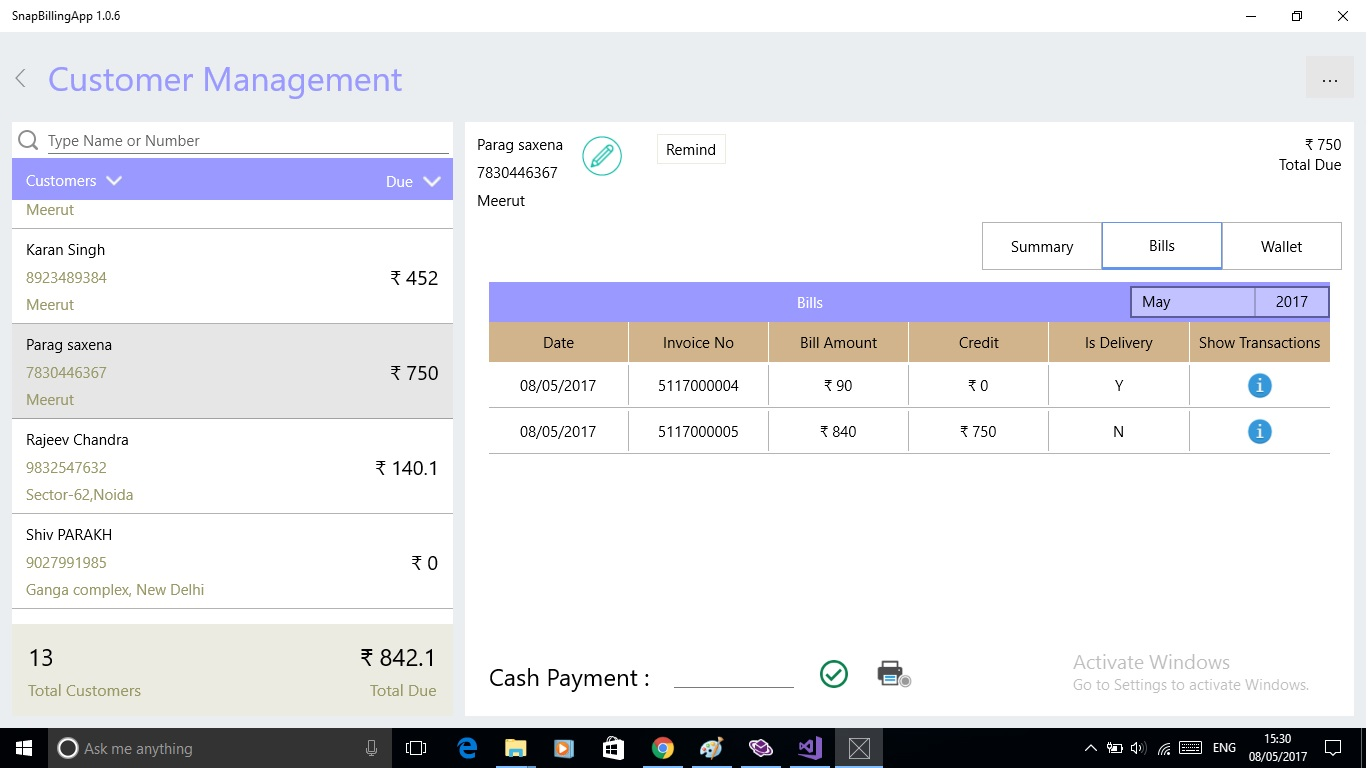 SnapBillingApp 1.0.6
Customer Management
...
Type Name or Number
Customers
Due
Meerut
Karan Singh
8923489384
₹ 452
Meerut
Parag saxena
7830446367
₹ 750
Meerut
Rajeev Chandra
9832547632
₹ 140.1
Sector-62,Noida
Shiv PARAKH
9027991985
₹ 0
Ganga complex, New Delhi
13
₹ 842.1
Total Customers
Total Due
Parag saxena
7830446367
Meerut
Remind
₹ 750
Total Due
Summary
Bills
Wallet
Bills
May
2017
Date Invoice No Bill Amount Credit Is Delivery Show Transactions
08/05/2017 5117000004 ₹ 90 ₹ 0 Y i
08/05/2017 5117000005 ₹ 840 ₹ 750 N i
Cash Payment :
Activate Windows
Go to Settings to activate Windows.
Ask me anything
ENG
15:30
08/05/2017